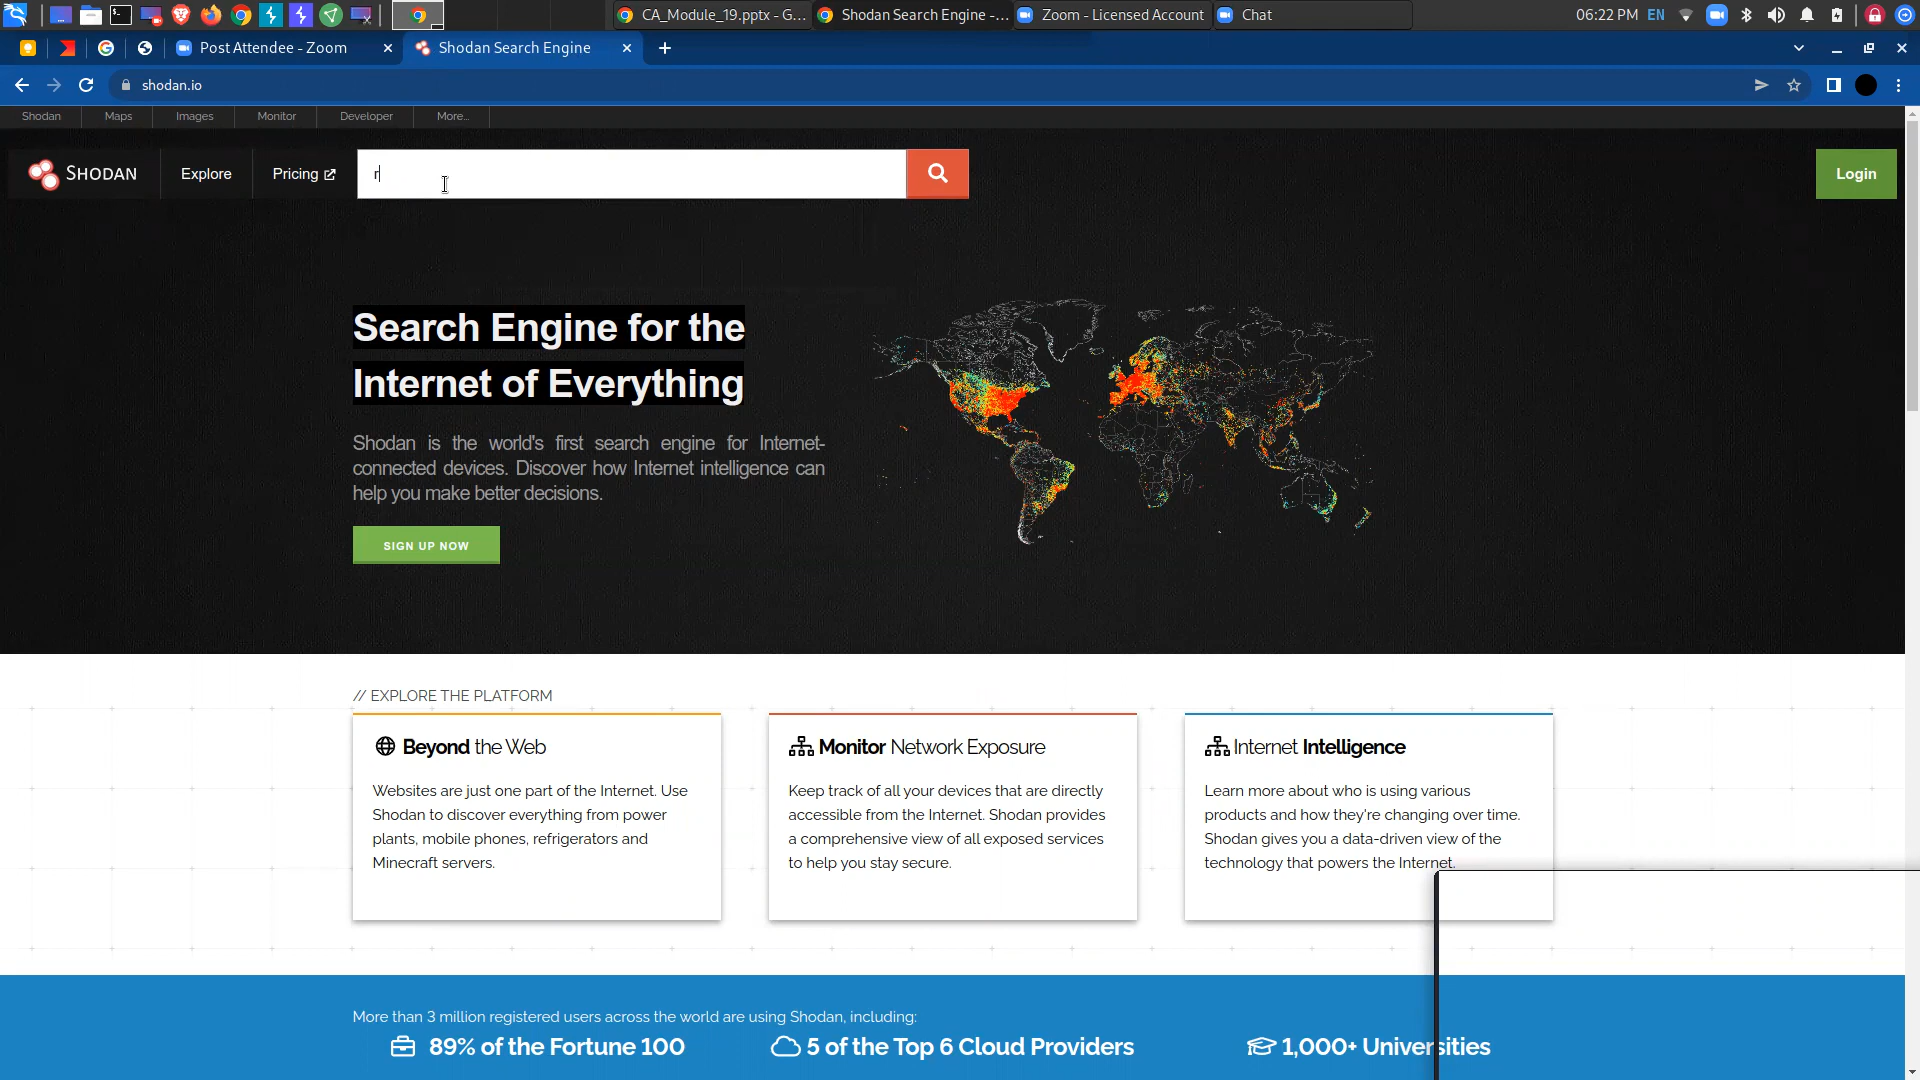 CA_Module_19.pptx - G...
Shodan Search Engine -...
Zoom - Licensed Account
Chat
06:22 PM
EN
Post Attendee - Zoom
Shodan Search Engine
shodan.io
Shodan
Maps
Images
Monitor
Developer
More...
SHODAN
Explore
Pricing
r
Login
Search Engine for the
Internet of Everything
Shodan is the world's first search engine for Internet-
connected devices. Discover how Internet intelligence can
help you make better decisions.
SIGN UP NOW
// EXPLORE THE PLATFORM
Beyond the Web
Websites are just one part of the Internet. Use
Shodan to discover everything from power
plants, mobile phones, refrigerators and
Minecraft servers.
Monitor Network Exposure
Keep track of all your devices that are directly
accessible from the Internet. Shodan provides
a comprehensive view of all exposed services
to help you stay secure.
Internet Intelligence
Learn more about who is using various
products and how they're changing over time.
Shodan gives you a data-driven view of the
technology that powers the Internet.
More than 3 million registered users across the world are using Shodan, including:
89% of the Fortune 100
5 of the Top 6 Cloud Providers
1,000+ Universities